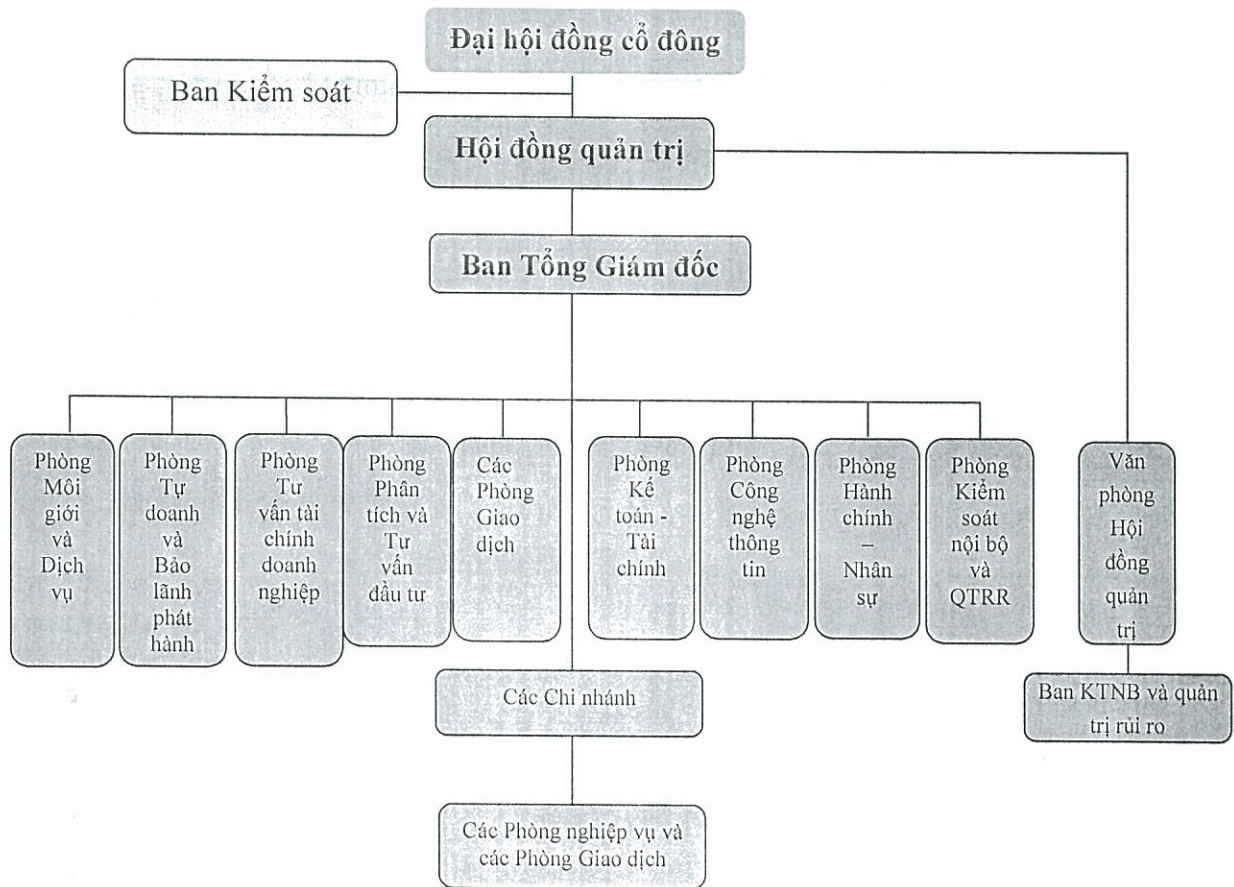 Đại hội đồng cổ đông
Ban Kiểm soát
Hội đồng quản trị
Ban Tổng Giám đốc
Phòng
Môi
giới
và
Dịch
vụ
Phòng
Tự
doanh
và
Bảo
lãnh
phát
hành
Phòng
Tư
vấn tài
chính
doanh
nghiệp
Phòng
Phân
tích và
Tư
vấn
đầu tư
Các
Phòng
Giao
dịch
Phòng
Kế
toán -
Tài
chính
Phòng
Công
nghệ
thông
tin
Phòng
Hành
chính
–
Nhân
sự
Phòng
Kiểm
soát
nội bộ
và
QTRR
Văn
phòng
Hội
đồng
quản
trị
Các Chi nhánh
Ban KTNB và quản
trị rủi ro
Các Phòng nghiệp vụ và
các Phòng Giao dịch